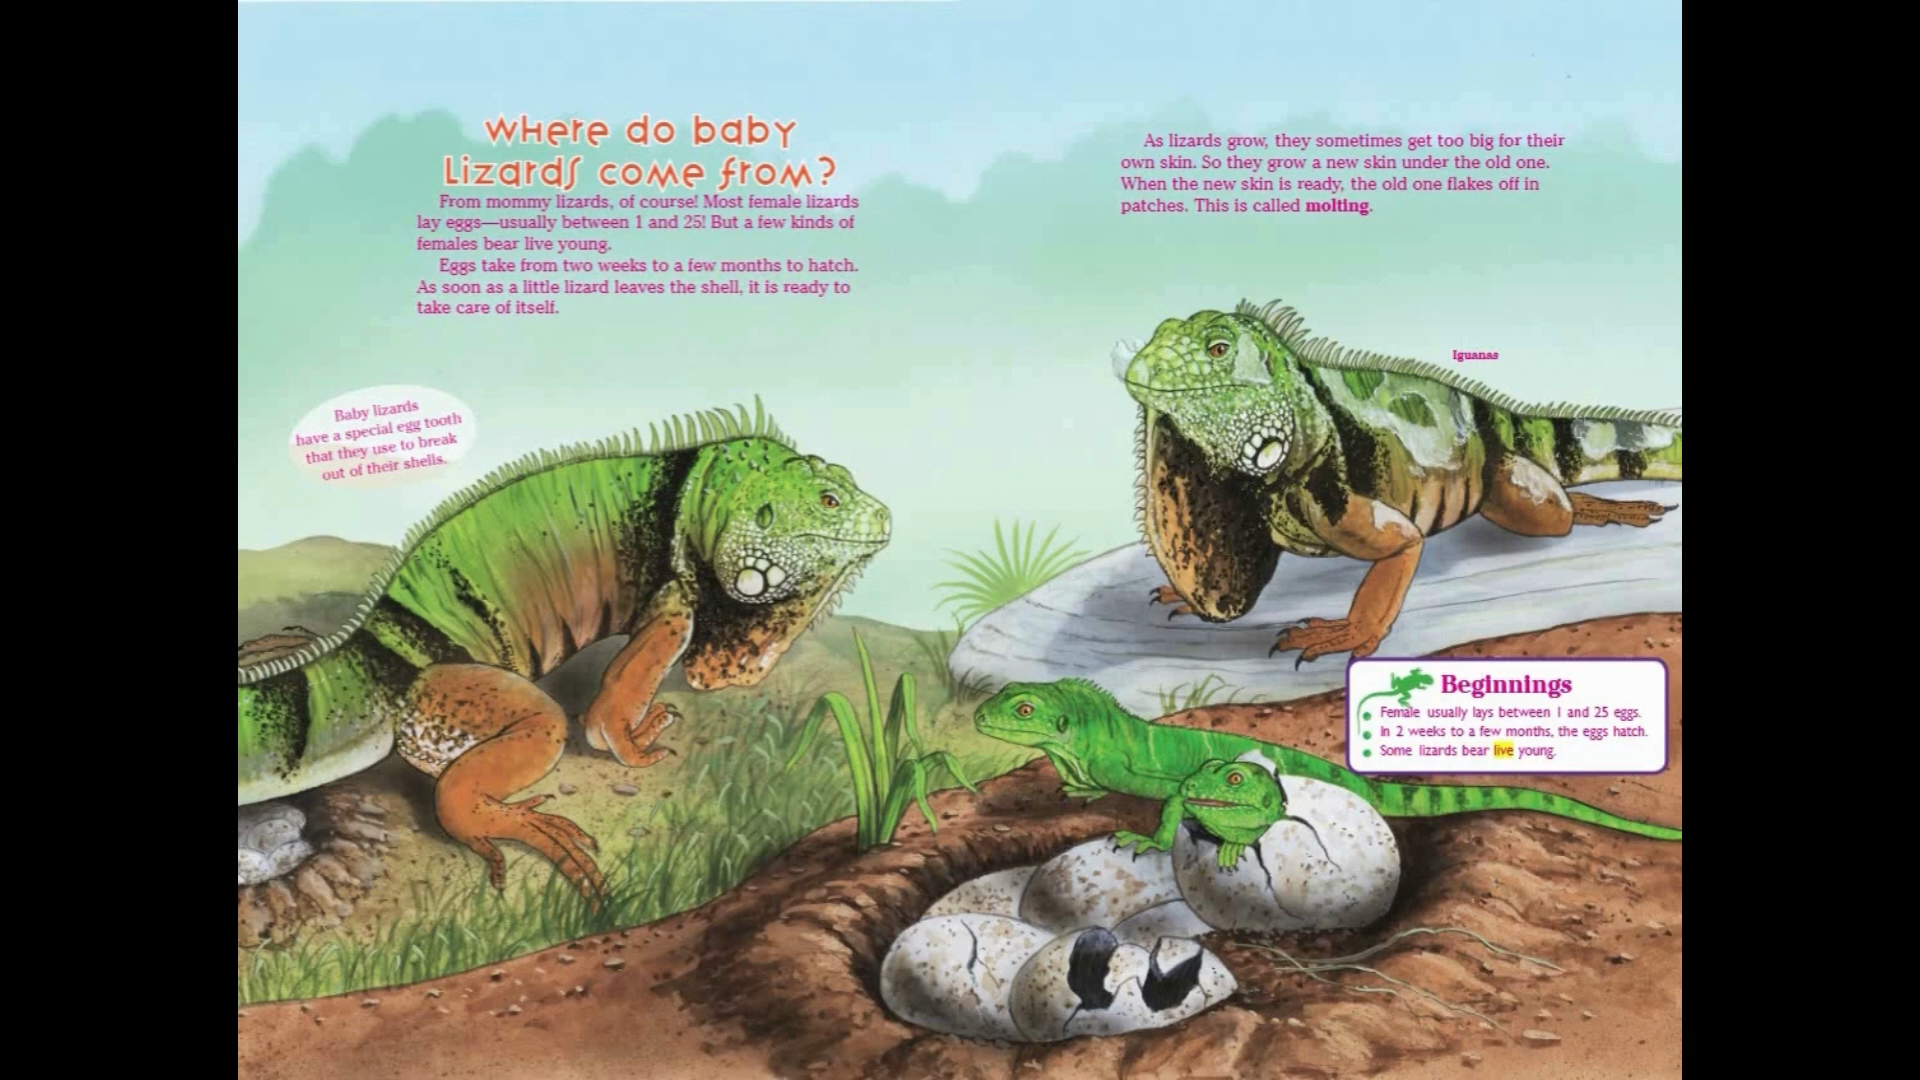 Where do baby
Lizards come from?
From mommy lizards, of course! Most female lizards
lay eggs—usually between 1 and 25! But a few kinds of
females bear live young.
Eggs take from two weeks to a few months to hatch.
As soon as a little lizard leaves the shell, it is ready to
take care of itself.
Baby lizards
have a special egg tooth
that they use to break
out of their shells.
As lizards grow, they sometimes get too big for their
own skin. So they grow a new skin under the old one.
When the new skin is ready, the old one flakes off in
patches. This is called molting.
Iguanas
Beginnings
Female usually lays between 1 and 25 eggs.
In 2 weeks to a few months, the eggs hatch.
Some lizards bear live young.